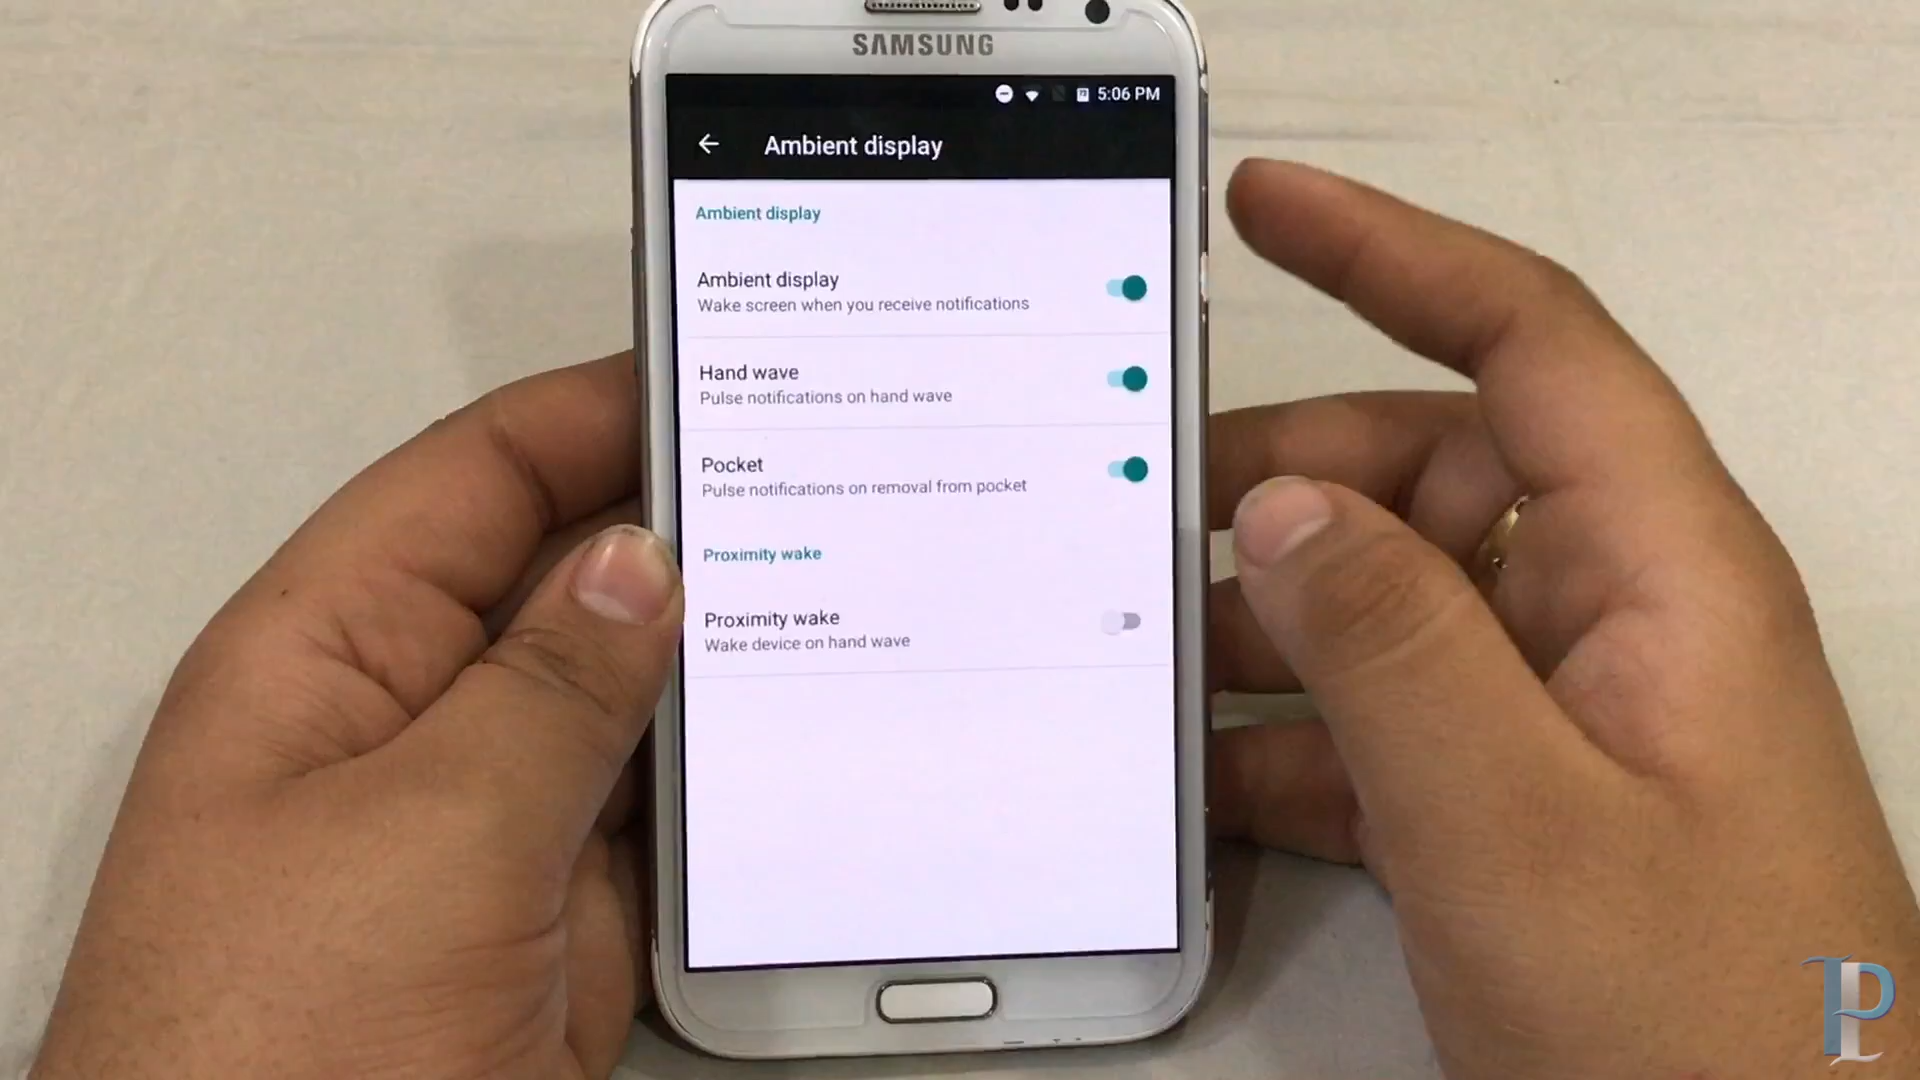 SAMSUNG
5:06 PM
Ambient display
Ambient display
Ambient display
Wake screen when you receive notifications
Hand wave
Pulse notifications on hand wave
Pocket
Pulse notifications on removal from pocket
Proximity wake
Proximity wake
Wake device on hand wave
PL